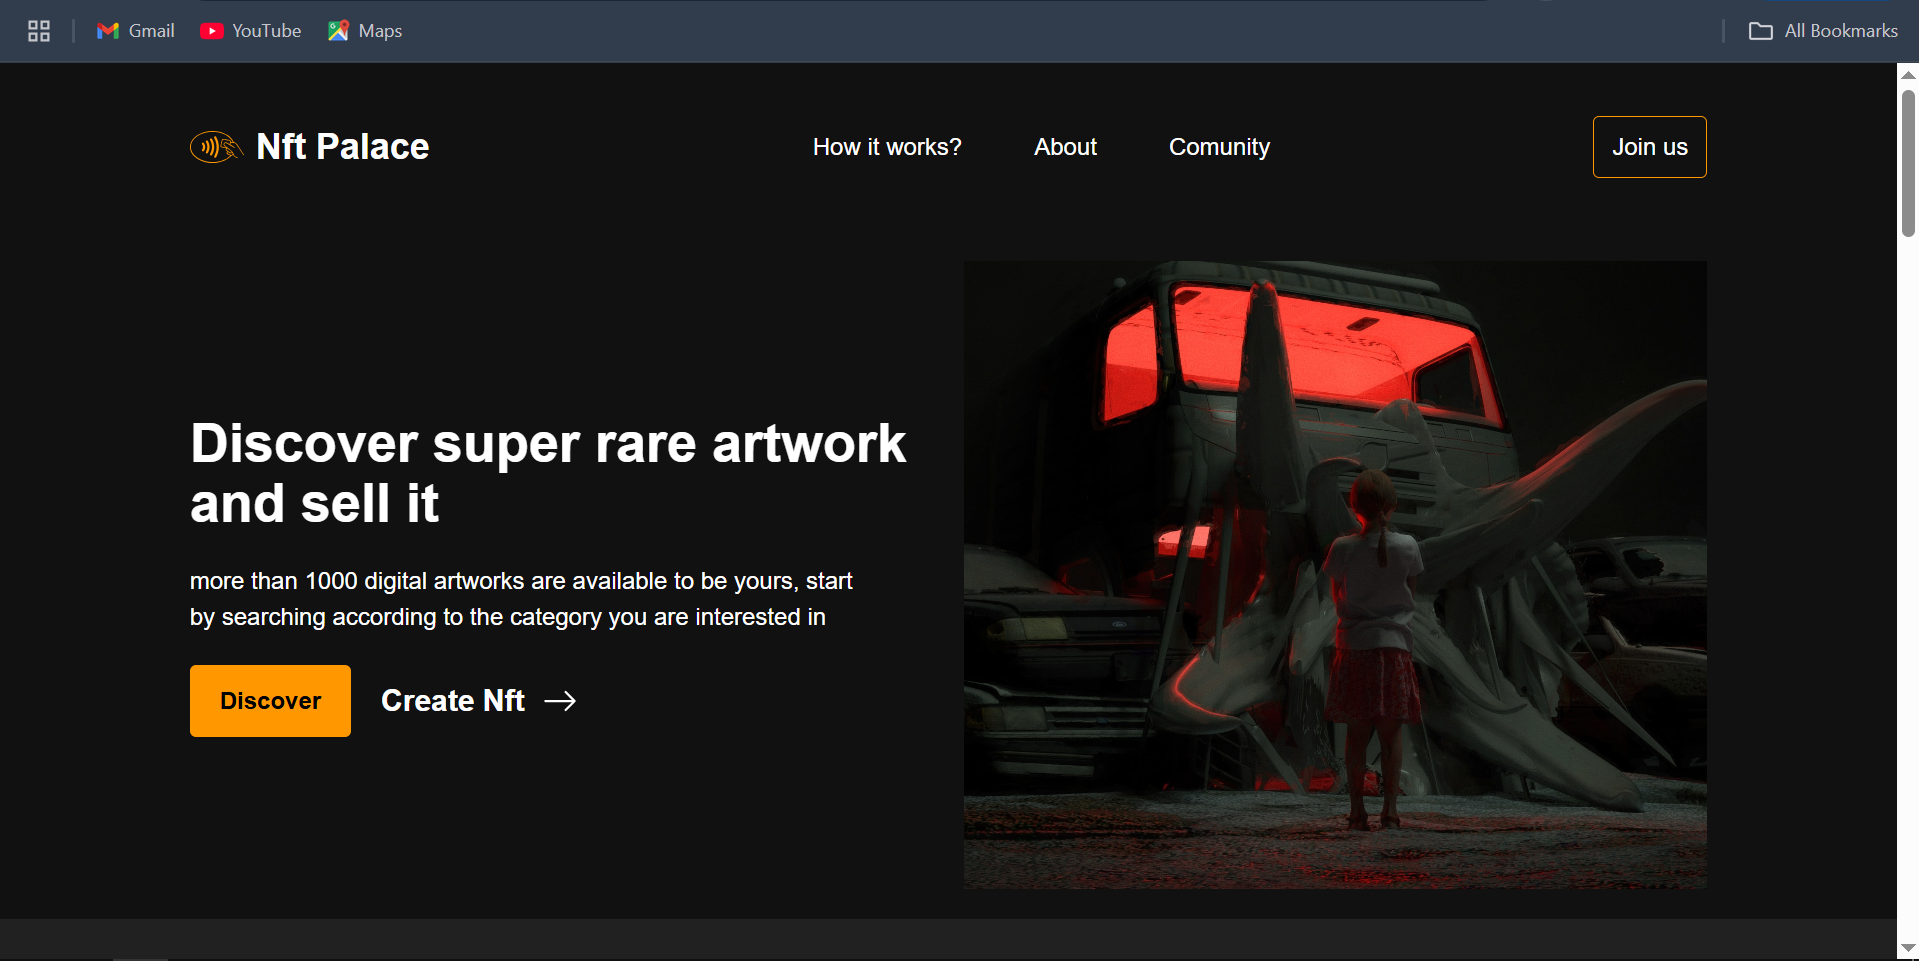 Gmail YouTube Maps All Bookmarks
Nft Palace How it works? About Comunity Join us
Discover super rare artwork
and sell it
more than 1000 digital artworks are available to be yours, start
by searching according to the category you are interested in
Discover Create Nft